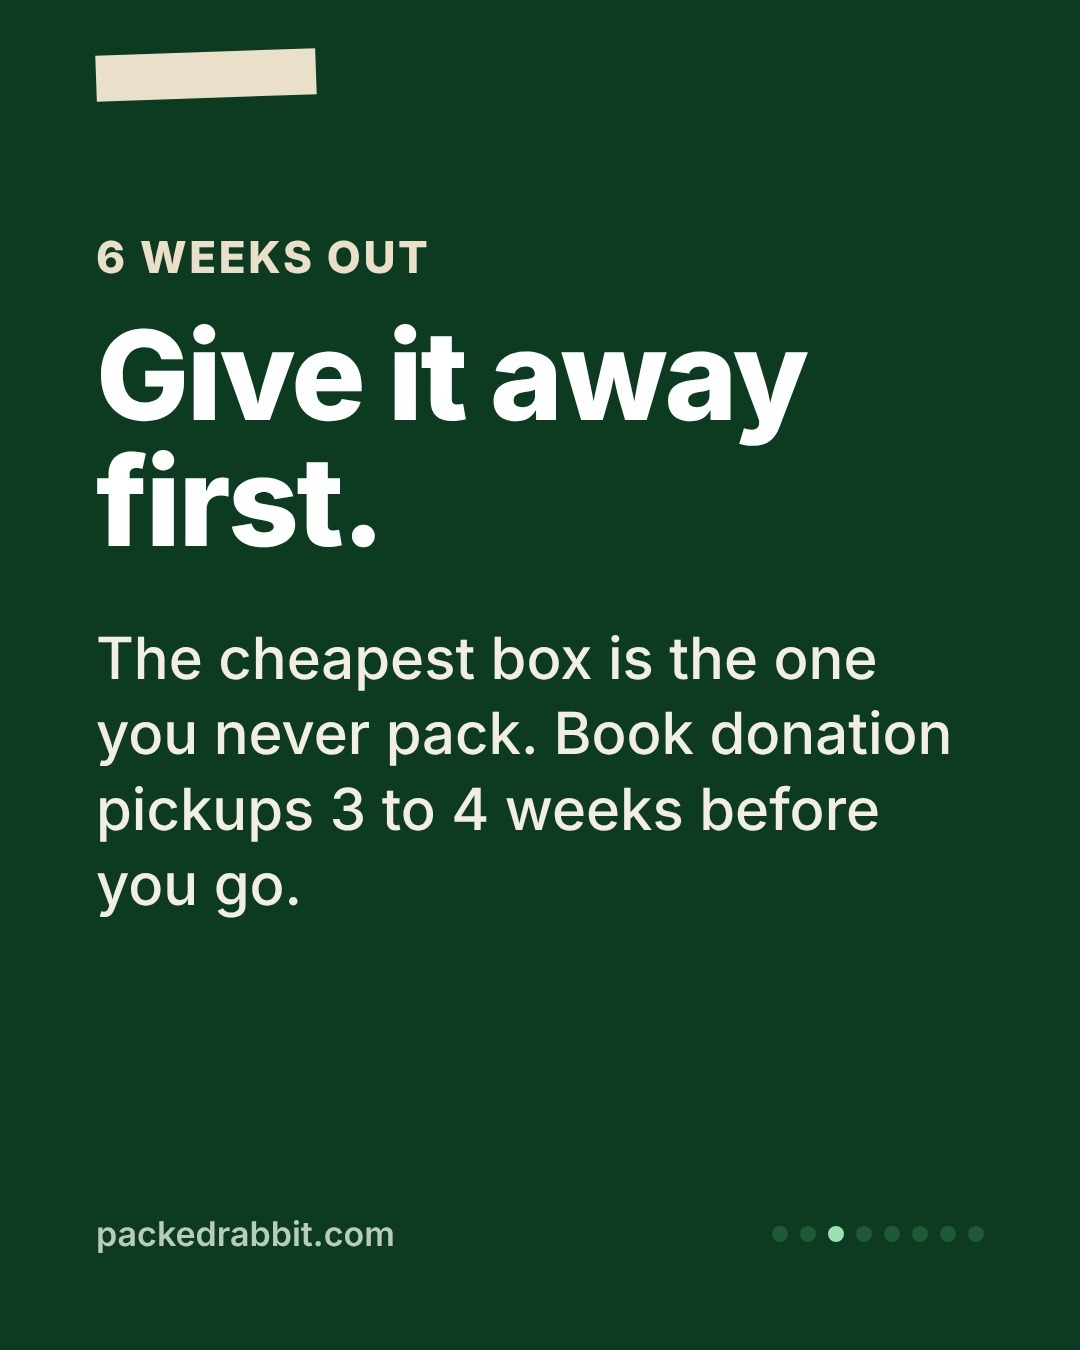 6 WEEKS OUT
Give it away
first.
The cheapest box is the one
you never pack. Book donation
pickups 3 to 4 weeks before
you go.
packedrabbit.com